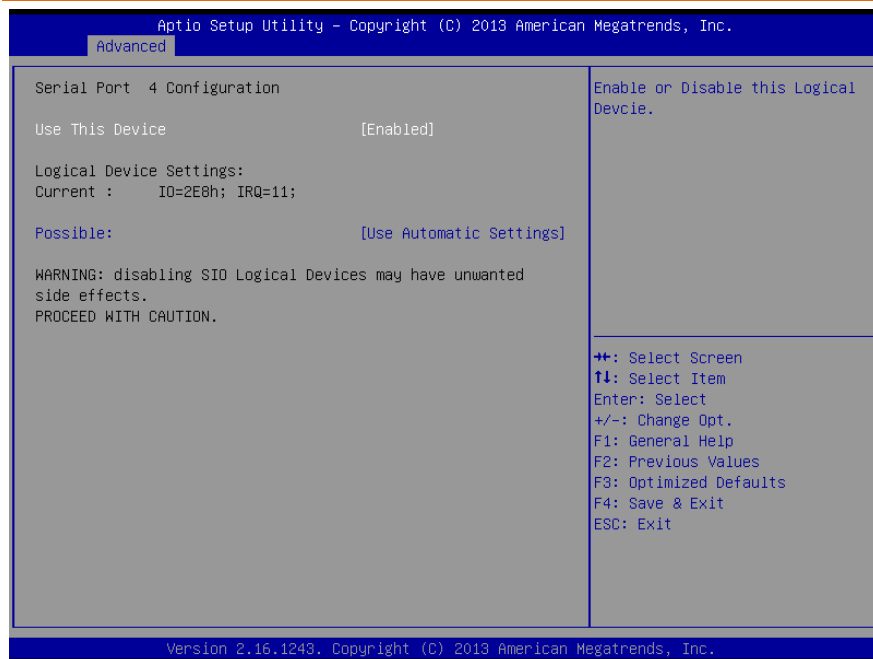 Aptio Setup Utility – Copyright (C) 2013 American Megatrends, Inc.
Advanced
Serial Port 4 Configuration
Use This Device [Enabled]
Logical Device Settings:
Current : IO=2E8h; IRQ=11;
Possible: [Use Automatic Settings]
WARNING: disabling SIO Logical Devices may have unwanted
side effects.
PROCEED WITH CAUTION.
Enable or Disable this Logical
Devcie.
→←: Select Screen
↑↓: Select Item
Enter: Select
+/-: Change Opt.
F1: General Help
F2: Previous Values
F3: Optimized Defaults
F4: Save & Exit
ESC: Exit
Version 2.16.1243. Copyright (C) 2013 American Megatrends, Inc.